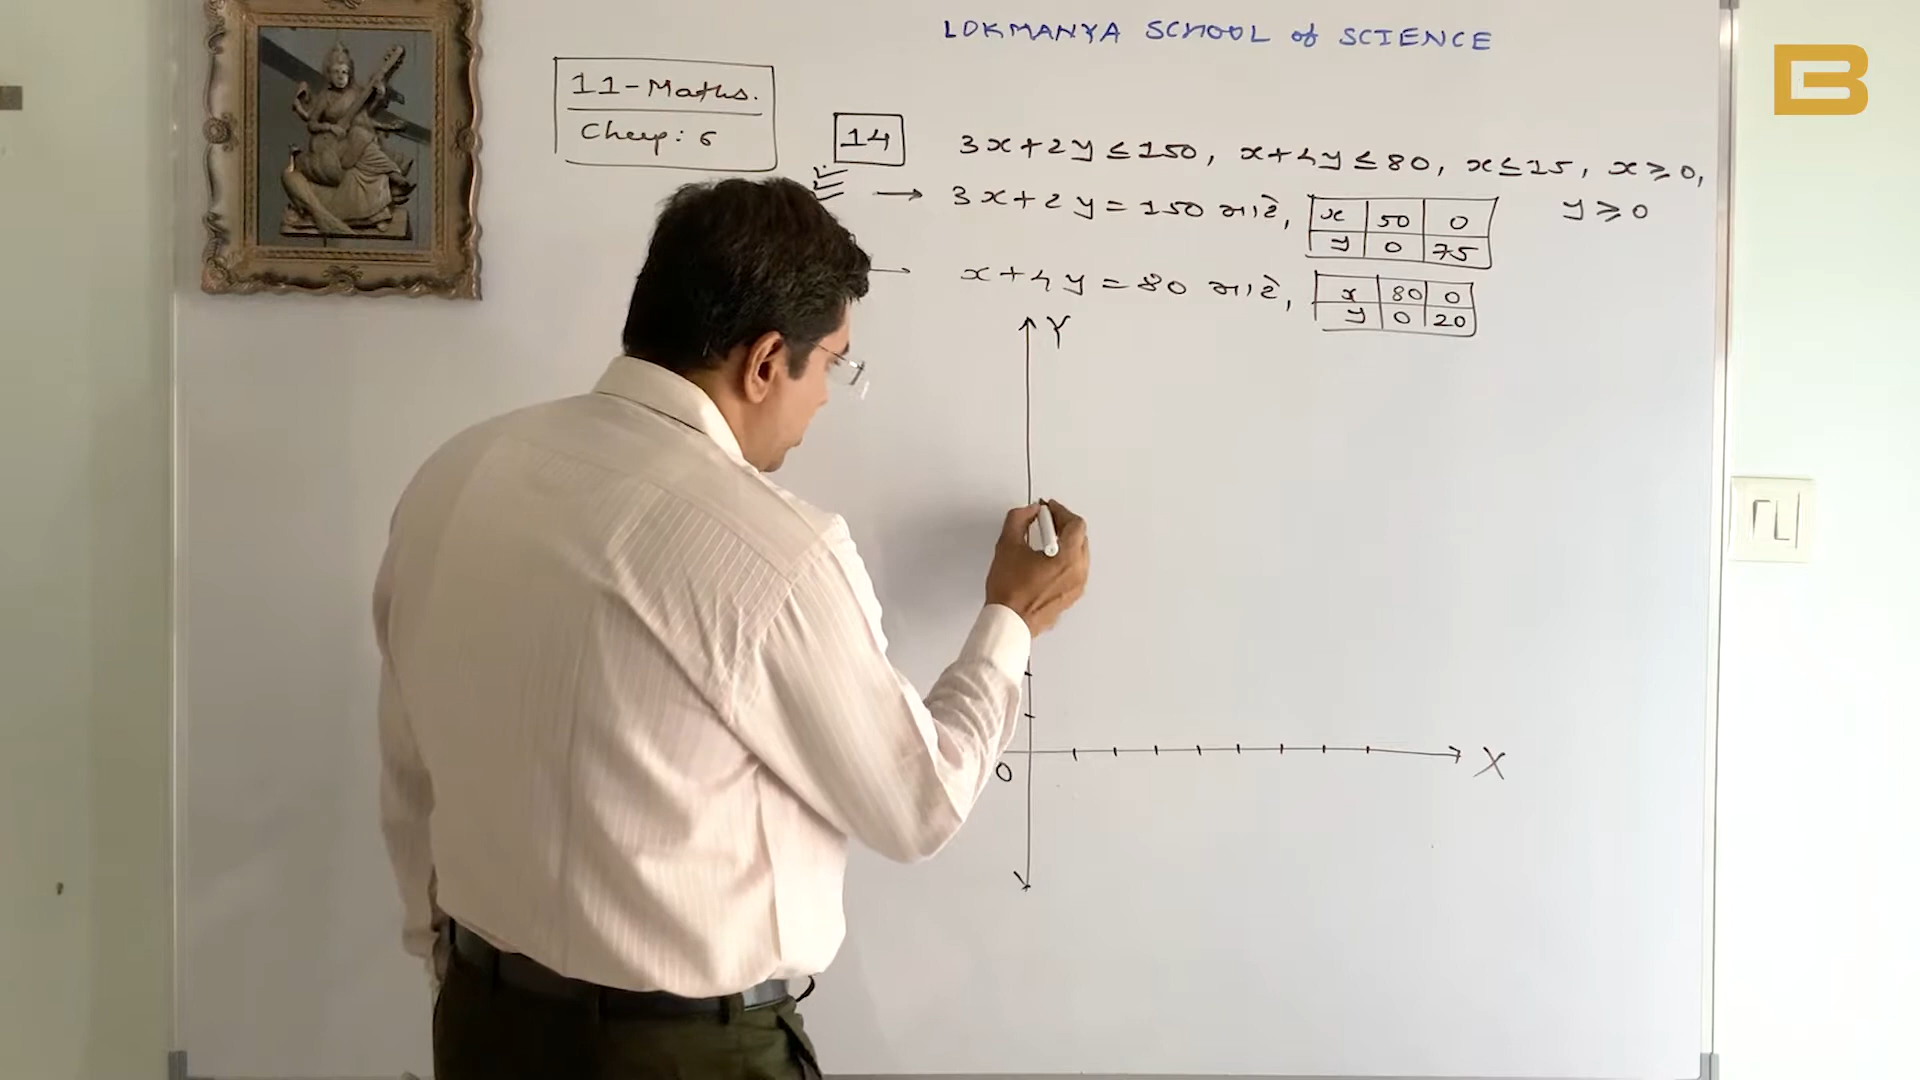 LOKMANYA SCHOOL of SCIENCE
11-Maths.
Chap: 6
14
3x+2y≤150, x+4y≤80, x≤15, x≥0,
y≥0
3x+2y=150 માટે,
x 50 0
y 0 75
x+4y=80 માટે,
x 80 0
y 0 20
Y
O
X